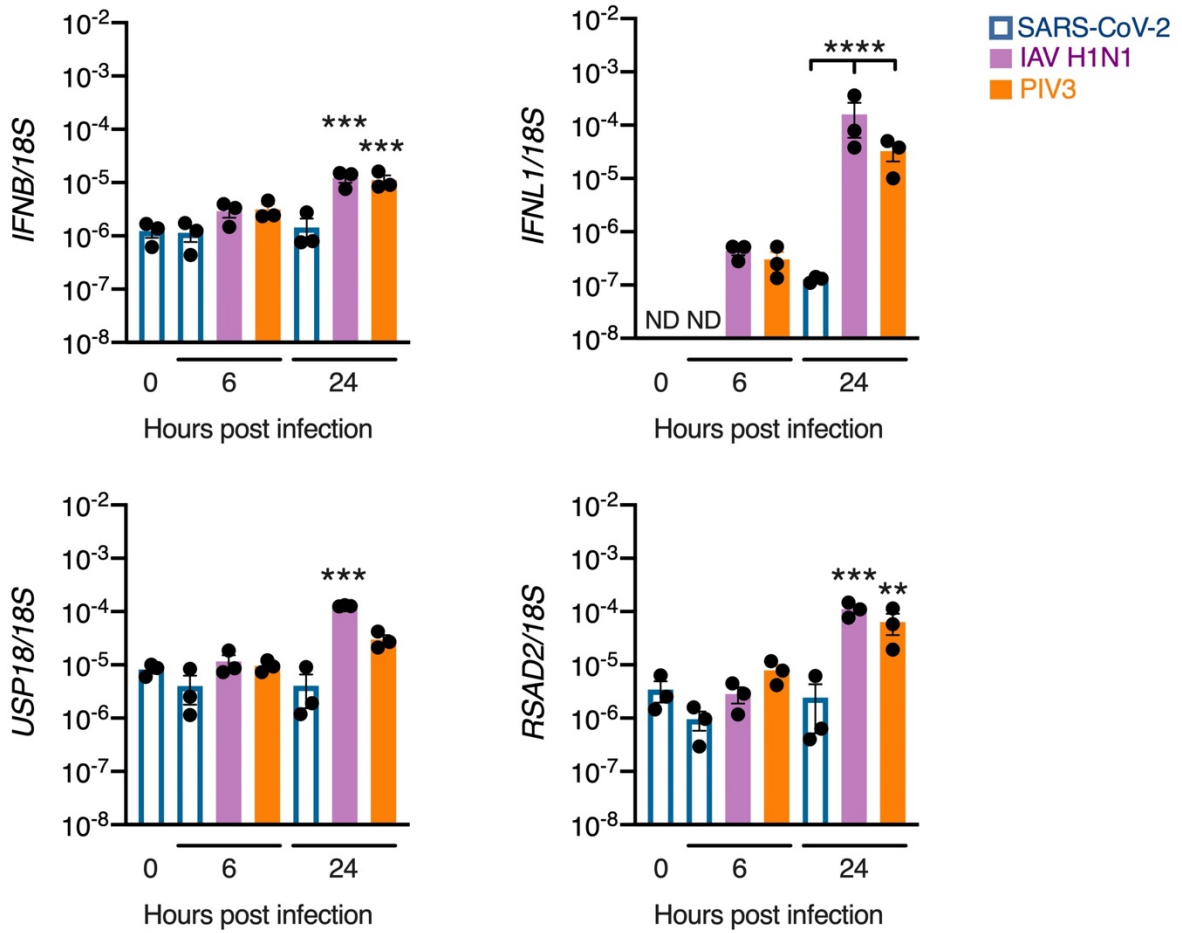 SARS-CoV-2
IAV H1N1
PIV3
IFNB/18S
10-2
10-3
10-4
10-5
10-6
10-7
10-8
***
***
0 6 24
Hours post infection
IFNL1/18S
10-2
10-3
10-4
10-5
10-6
10-7
10-8
****
ND ND
0 6 24
Hours post infection
USP18/18S
10-2
10-3
10-4
10-5
10-6
10-7
10-8
***
0 6 24
Hours post infection
RSAD2/18S
10-2
10-3
10-4
10-5
10-6
10-7
10-8
***
**
0 6 24
Hours post infection